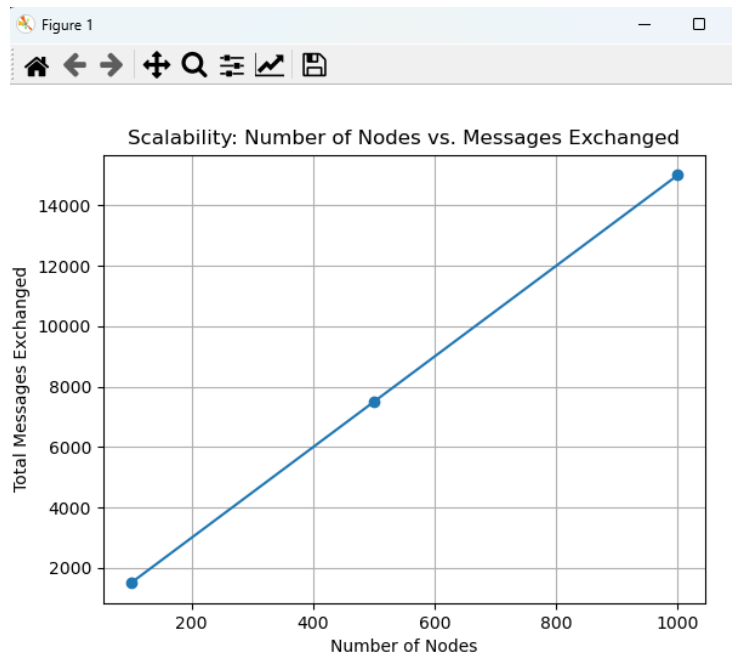 Figure 1
Scalability: Number of Nodes vs. Messages Exchanged
14000
12000
10000
8000
6000
4000
2000
Total Messages Exchanged
200 400 600 800 1000
Number of Nodes